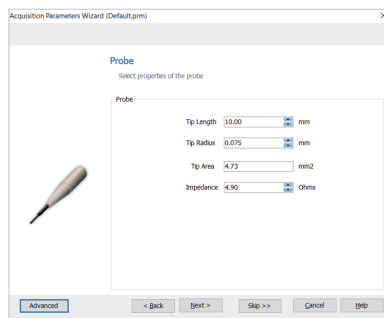 Acquisition Parameters Wizard (Default.prm)
Probe
Select properties of the probe
Probe
Tip Length 10.00 mm
Tip Radius 0.075 mm
Tip Area 4.73 mm2
Impedance 4.90 Ohms
Advanced < Back Next > Skip >> Cancel Help